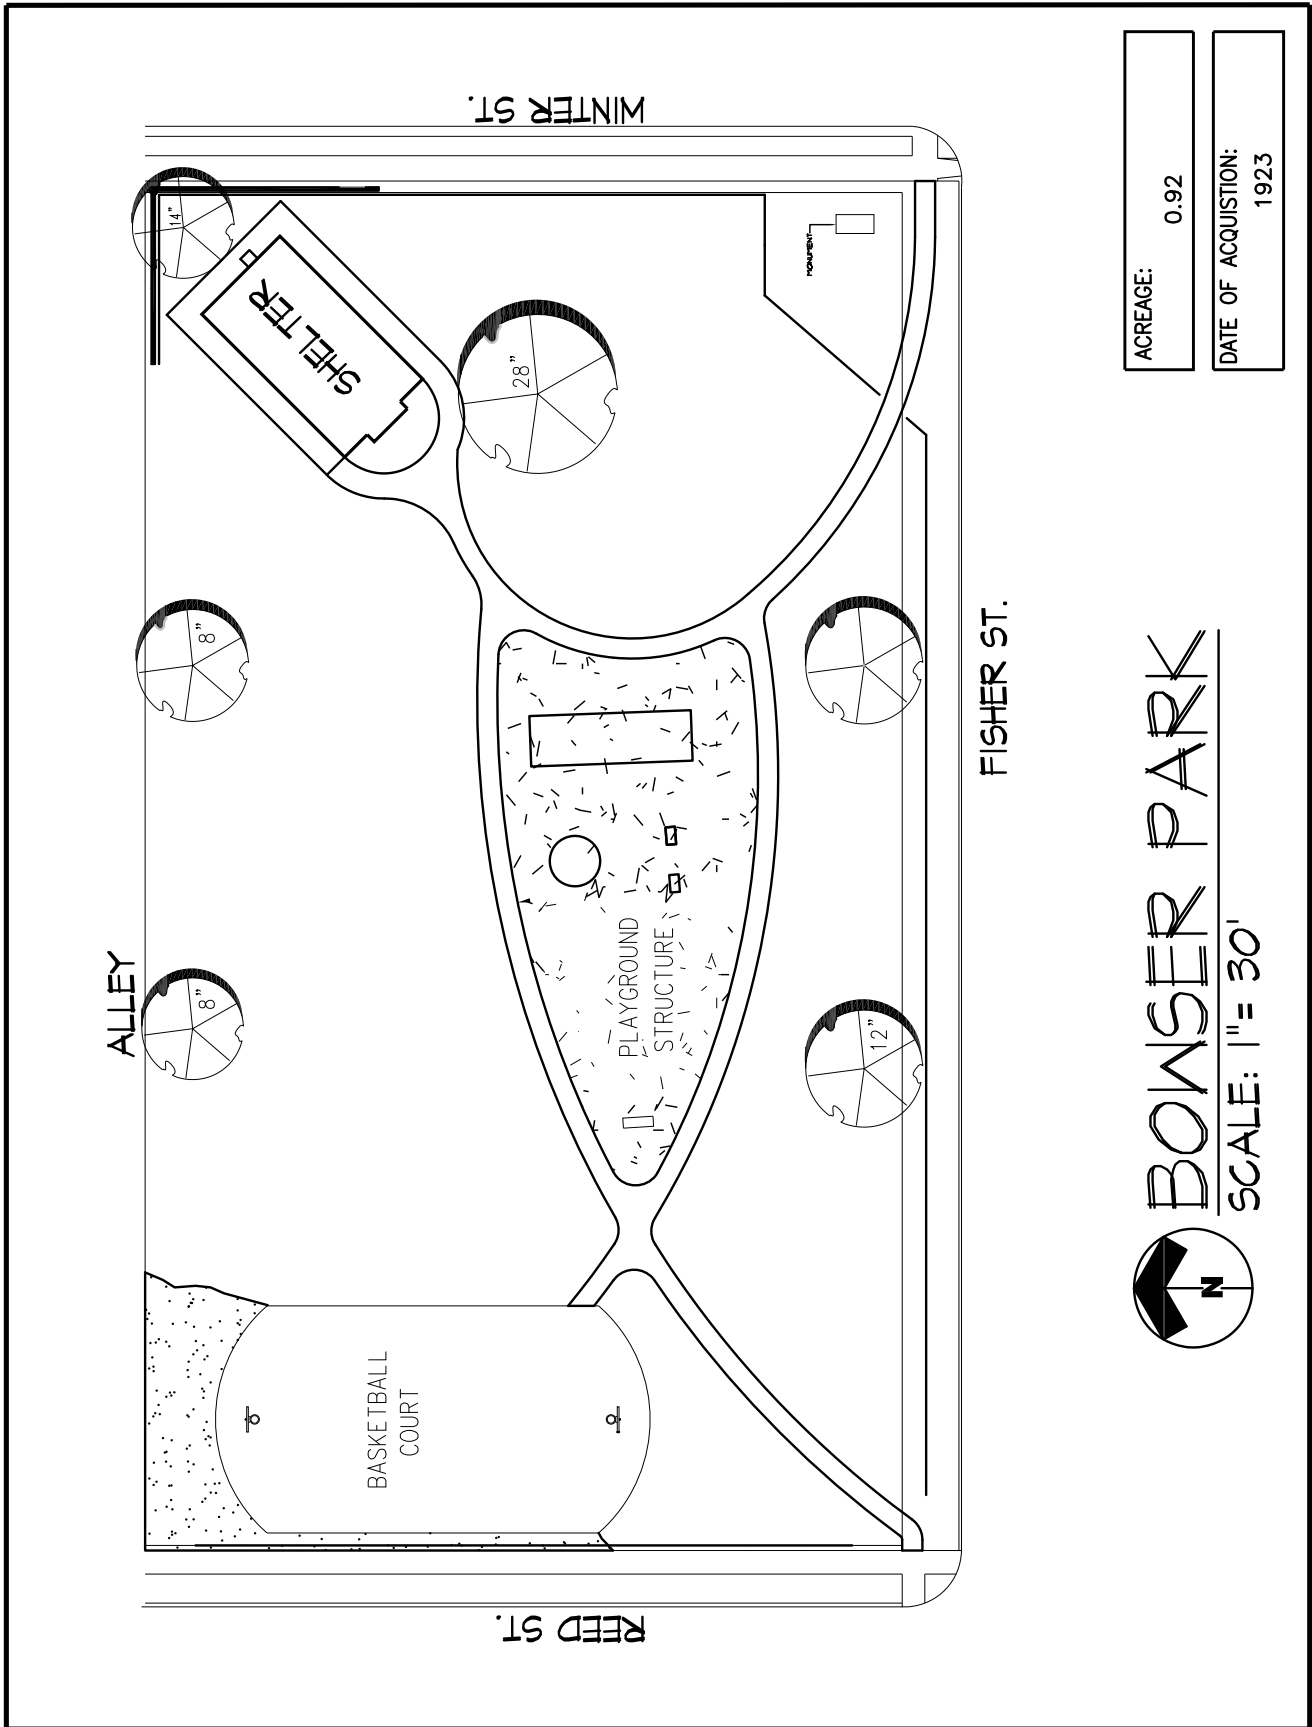 WINTER ST.
14"
SHELTER
28"
MONUMENT
8"
8"
ALLEY
PLAYGROUND
STRUCTURE
12"
FISHER ST.
BASKETBALL
COURT
REED ST.
ACREAGE:
0.92
DATE OF ACQUISTION:
1923
BOWSER PARK
SCALE: 1"= 30'
N